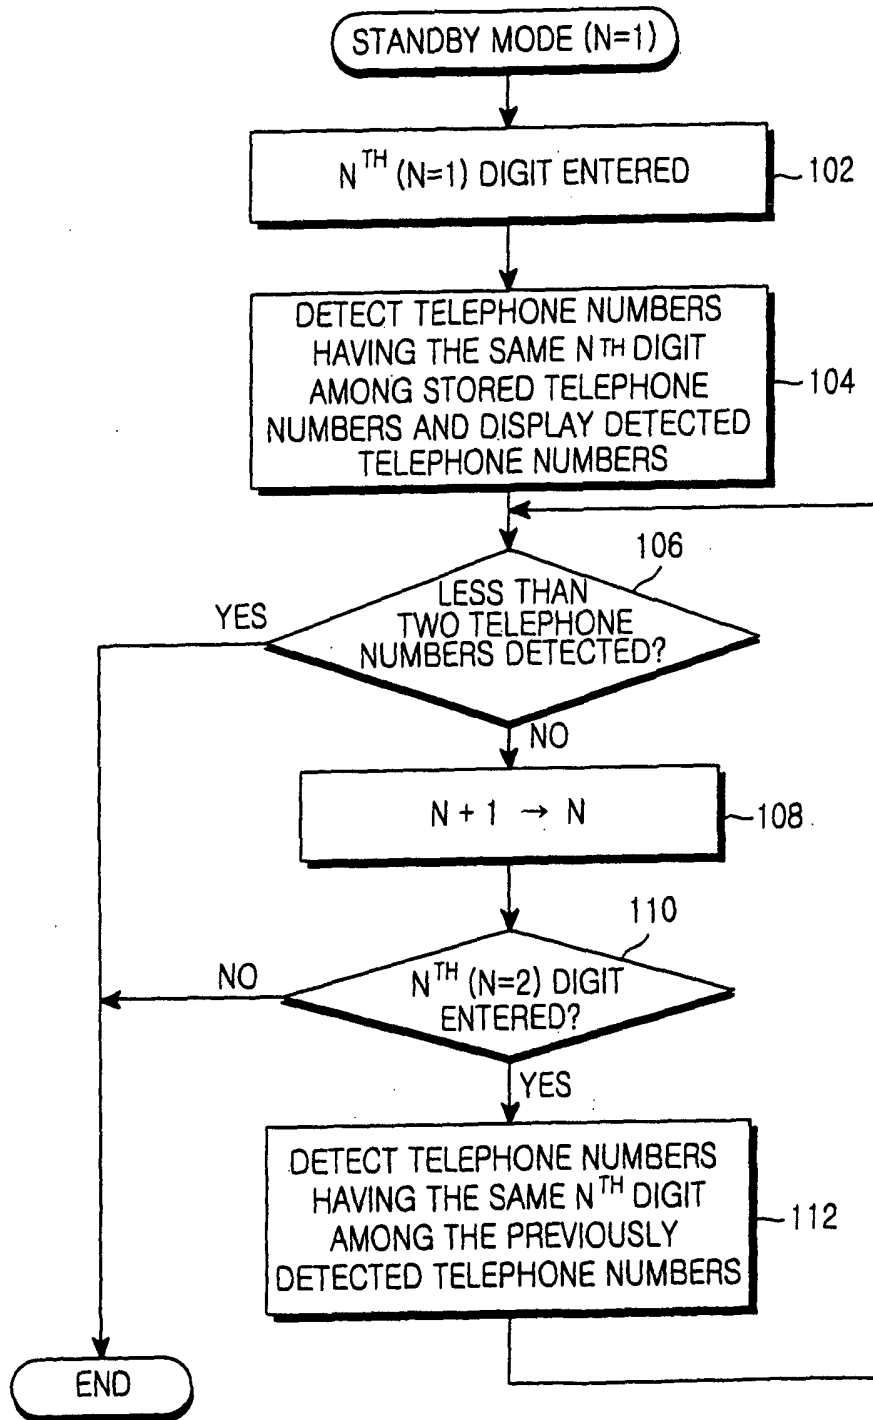 STANDBY MODE (N=1)
NTH (N=1) DIGIT ENTERED
102
DETECT TELEPHONE NUMBERS
HAVING THE SAME NTH DIGIT
AMONG STORED TELEPHONE
NUMBERS AND DISPLAY DETECTED
TELEPHONE NUMBERS
104
106
LESS THAN
TWO TELEPHONE
NUMBERS DETECTED?
YES
NO
N + 1 → N
108
110
NTH (N=2) DIGIT
ENTERED?
NO
YES
DETECT TELEPHONE NUMBERS
HAVING THE SAME NTH DIGIT
AMONG THE PREVIOUSLY
DETECTED TELEPHONE NUMBERS
112
END